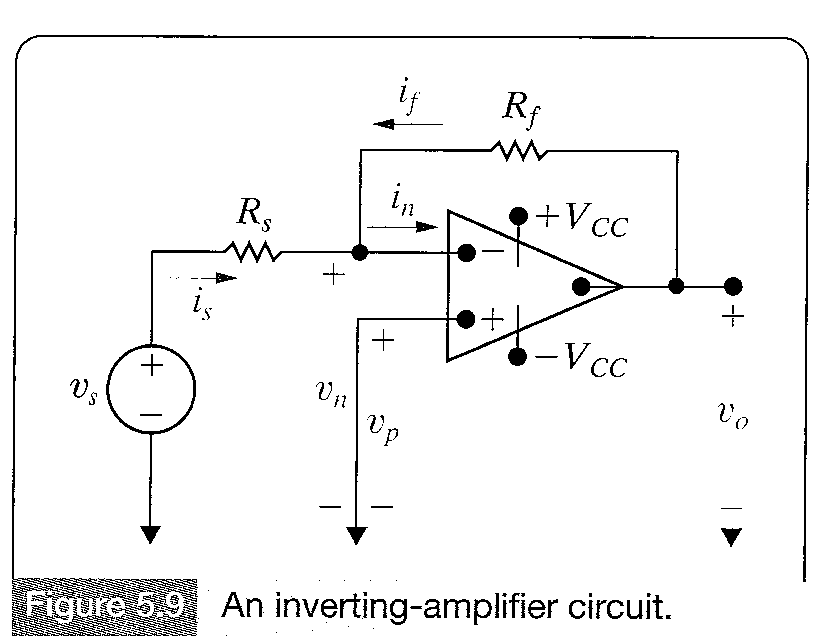 i_f
R_f
R_s
i_n
+V_CC
−
+
i_s
+
+
+
−V_CC
v_s
+
−
v_n
v_p
v_o
+
−
−
−
Figure 5.9 An inverting-amplifier circuit.